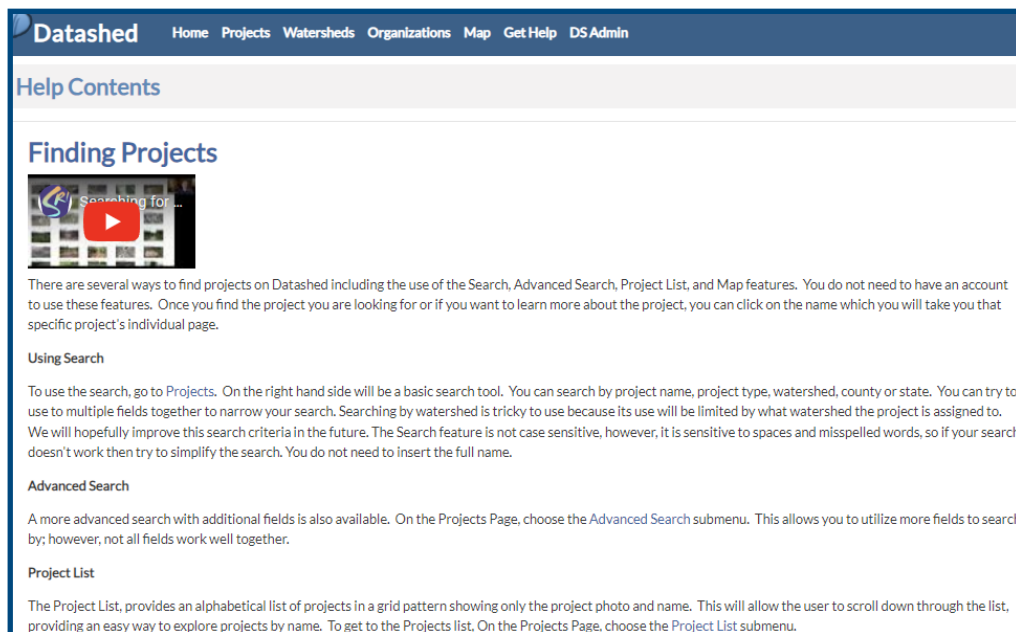 Datashed Home Projects Watersheds Organizations Map Get Help DS Admin
Help Contents
Finding Projects
Searching for ...
There are several ways to find projects on Datashed including the use of the Search, Advanced Search, Project List, and Map features. You do not need to have an account
to use these features. Once you find the project you are looking for or if you want to learn more about the project, you can click on the name which you will take you that
specific project's individual page.
Using Search
To use the search, go to Projects. On the right hand side will be a basic search tool. You can search by project name, project type, watershed, county or state. You can try to
use to multiple fields together to narrow your search. Searching by watershed is tricky to use because its use will be limited by what watershed the project is assigned to.
We will hopefully improve this search criteria in the future. The Search feature is not case sensitive, however, it is sensitive to spaces and misspelled words, so if your search
doesn't work then try to simplify the search. You do not need to insert the full name.
Advanced Search
A more advanced search with additional fields is also available. On the Projects Page, choose the Advanced Search submenu. This allows you to utilize more fields to search
by; however, not all fields work well together.
Project List
The Project List, provides an alphabetical list of projects in a grid pattern showing only the project photo and name. This will allow the user to scroll down through the list,
providing an easy way to explore projects by name. To get to the Projects list, On the Projects Page, choose the Project List submenu.